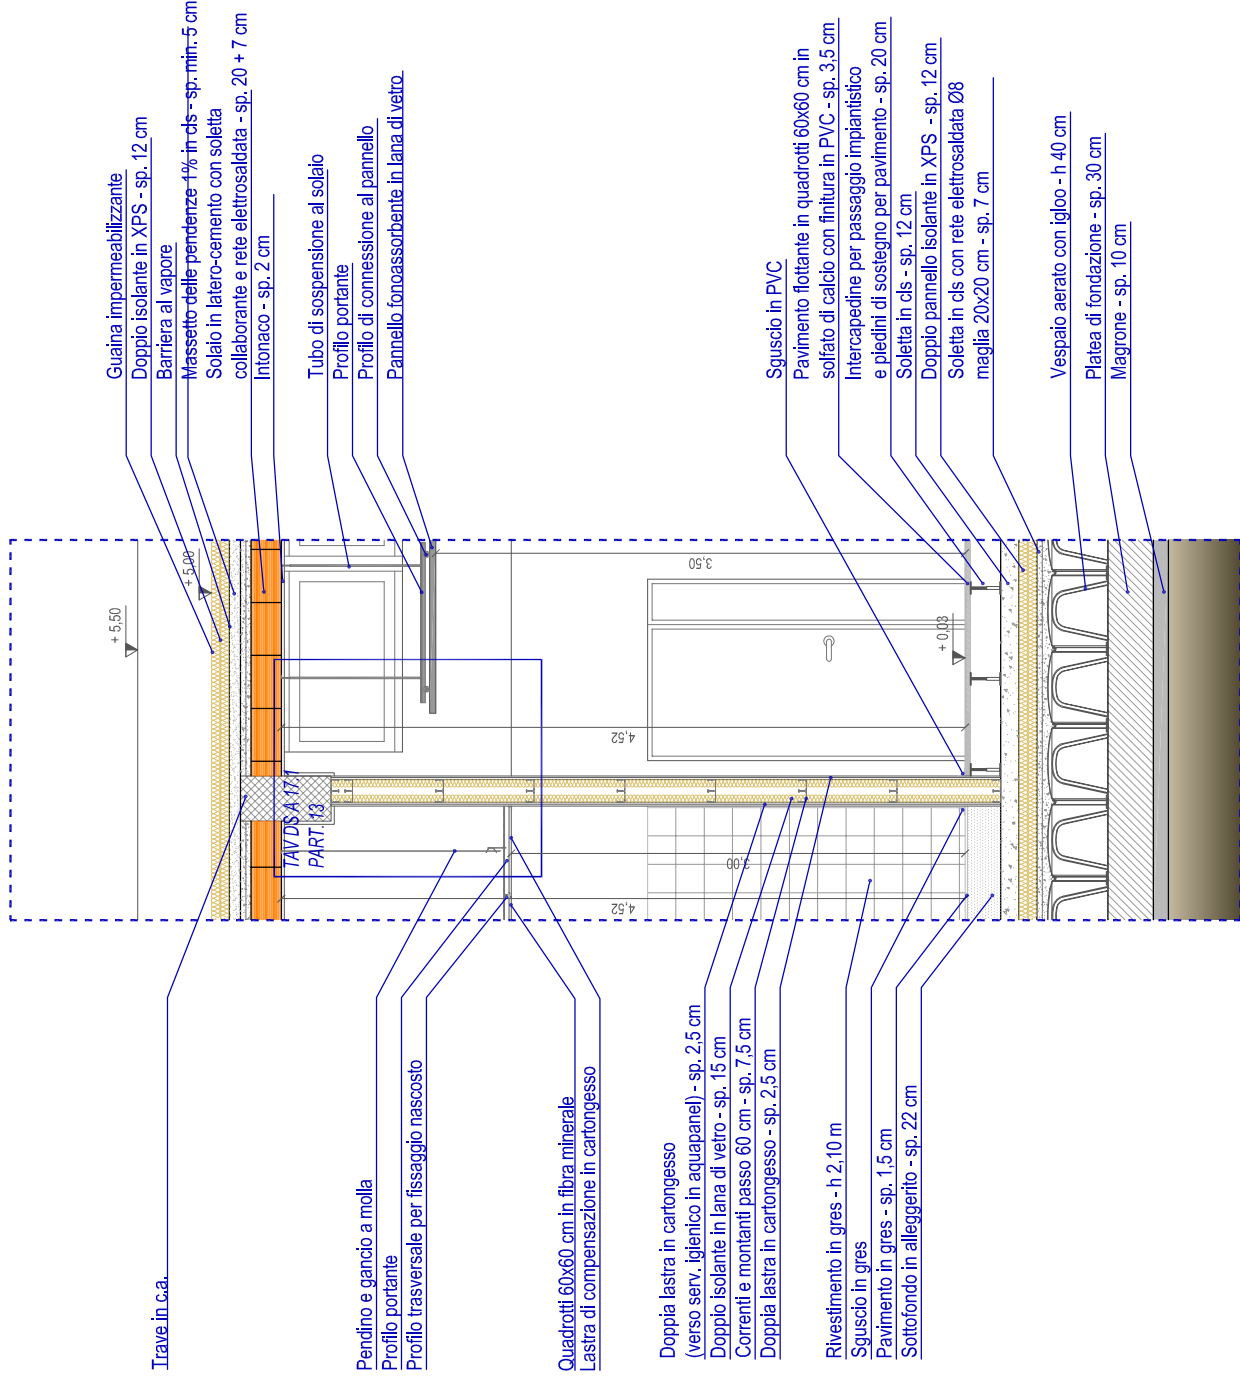 Guaina impermeabilizzante
Doppio isolante in XPS - sp. 12 cm
Barriera al vapore
Massetto delle pendenze 1% in cls - sp. min. 5 cm
Solaio in latero-cemento con soletta
collaborante e rete elettrosaldata - sp. 20 + 7 cm
Intonaco - sp. 2 cm
Tubo di sospensione al solaio
Profilo portante
Profilo di connessione al pannello
Pannello fonoassorbente in lana di vetro
Sguscio in PVC
Pavimento flottante in quadrotti 60x60 cm in
solfato di calcio con finitura in PVC - sp. 3,5 cm
Intercapedine per passaggio impiantistico
e piedini di sostegno per pavimento - sp. 20 cm
Soletta in cls - sp. 12 cm
Doppio pannello isolante in XPS - sp. 12 cm
Soletta in cls con rete elettrosaldata Ø8
maglia 20x20 cm - sp. 7 cm
Vespaio aerato con igloo - h 40 cm
Platea di fondazione - sp. 30 cm
Magrone - sp. 10 cm
+ 5,50
+ 5,00
3,50
+ 0,03
4,52
TAV DS A 17.1
PART. 13
3,00
4,52
Trave in c.a.
Pendino e gancio a molla
Profilo portante
Profilo trasversale per fissaggio nascosto
Quadrotti 60x60 cm in fibra minerale
Lastra di compensazione in cartongesso
Doppia lastra in cartongesso
(verso serv. igienico in aquapanel) - sp. 2,5 cm
Doppio isolante in lana di vetro - sp. 15 cm
Correnti e montanti passo 60 cm - sp. 7,5 cm
Doppia lastra in cartongesso - sp. 2,5 cm
Rivestimento in gres - h 2,10 m
Sguscio in gres
Pavimento in gres - sp. 1,5 cm
Sottofondo in alleggerito - sp. 22 cm